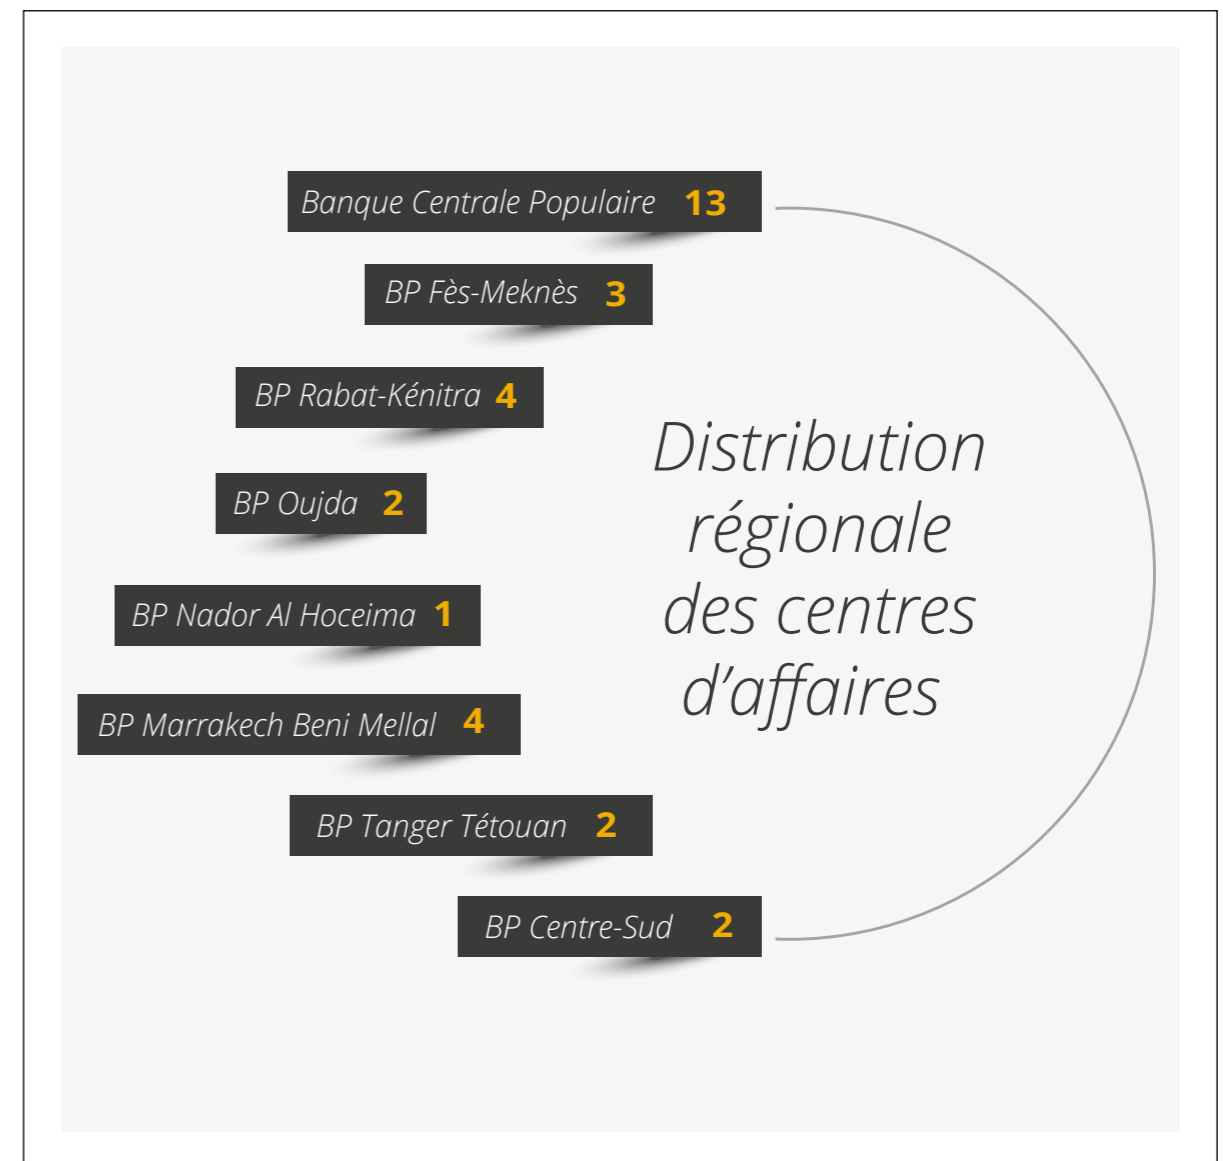 Banque Centrale Populaire 13
BP Fès-Meknès 3
BP Rabat-Kénitra 4
BP Oujda 2
BP Nador Al Hoceima 1
BP Marrakech Beni Mellal 4
BP Tanger Tétouan 2
BP Centre-Sud 2
Distribution
régionale
des centres
d’affaires